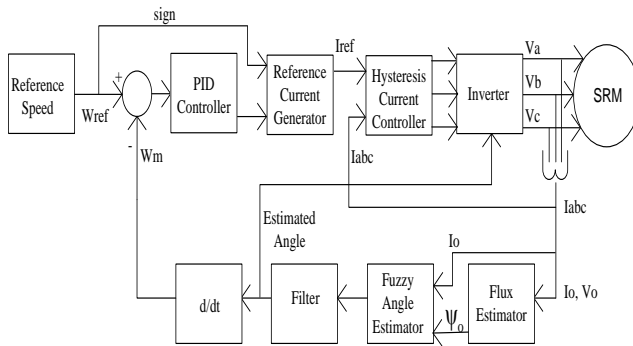 sign
Reference
Speed
Wref
+
-
Wm
PID
Controller
Reference
Current
Generator
Iref
Hysteresis
Current
Controller
Iabc
Inverter
Va
Vb
Vc
SRM
Iabc
Estimated
Angle
d/dt
Filter
Fuzzy
Angle
Estimator
Io
Ψo
Flux
Estimator
Io, Vo